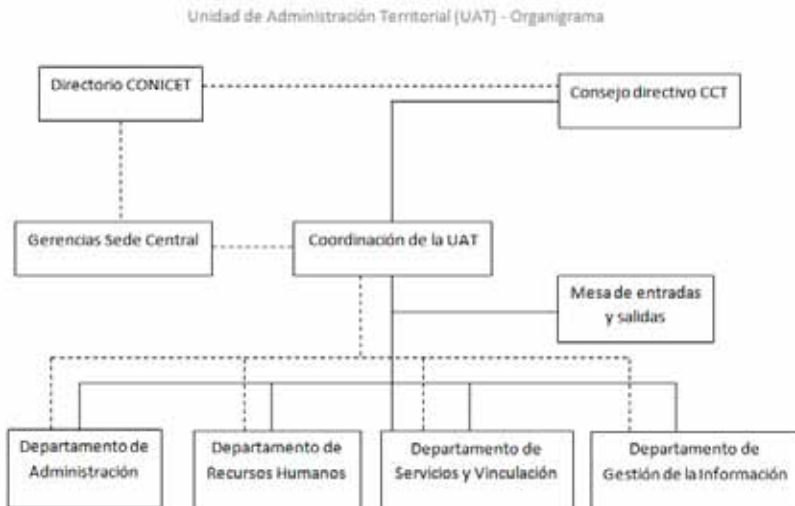 Unidad de Administración Territorial (UAT) - Organigrama
Directorio CONICET
Consejo directivo CCT
Gerencias Sede Central
Coordinación de la UAT
Mesa de entradas
y salidas
Departamento de
Administración
Departamento de
Recursos Humanos
Departamento de
Servicios y Vinculación
Departamento de
Gestión de la Información